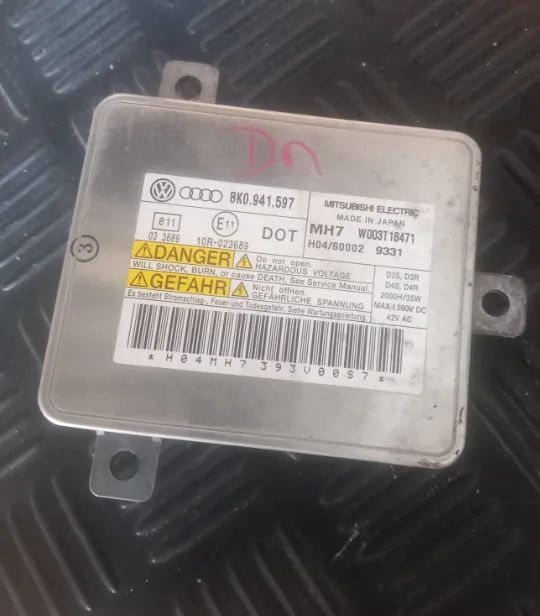 Dn
8K0.941.597
MITSUBISHI ELECTRIC
MADE IN JAPAN
e11
E11
DOT
MH7 W003T18471
03 3689
10R-023689
H04/S0002 9331
DANGER
Do not open.
HAZARDOUS VOLTAGE
WILL SHOCK, BURN, or cause DEATH. See Service Manual.
GEFAHR
Nicht öffnen.
GEFÄHRLICHE SPANNUNG
Es besteht Stromschlag-, Feuer-und Todesgefahr. Siehe Wartungsanleitung.
D3S, D3R
D4S, D4R
2000H/35W
MAX:1300V DC
42V AC
*H04MH7393V00S7*
3